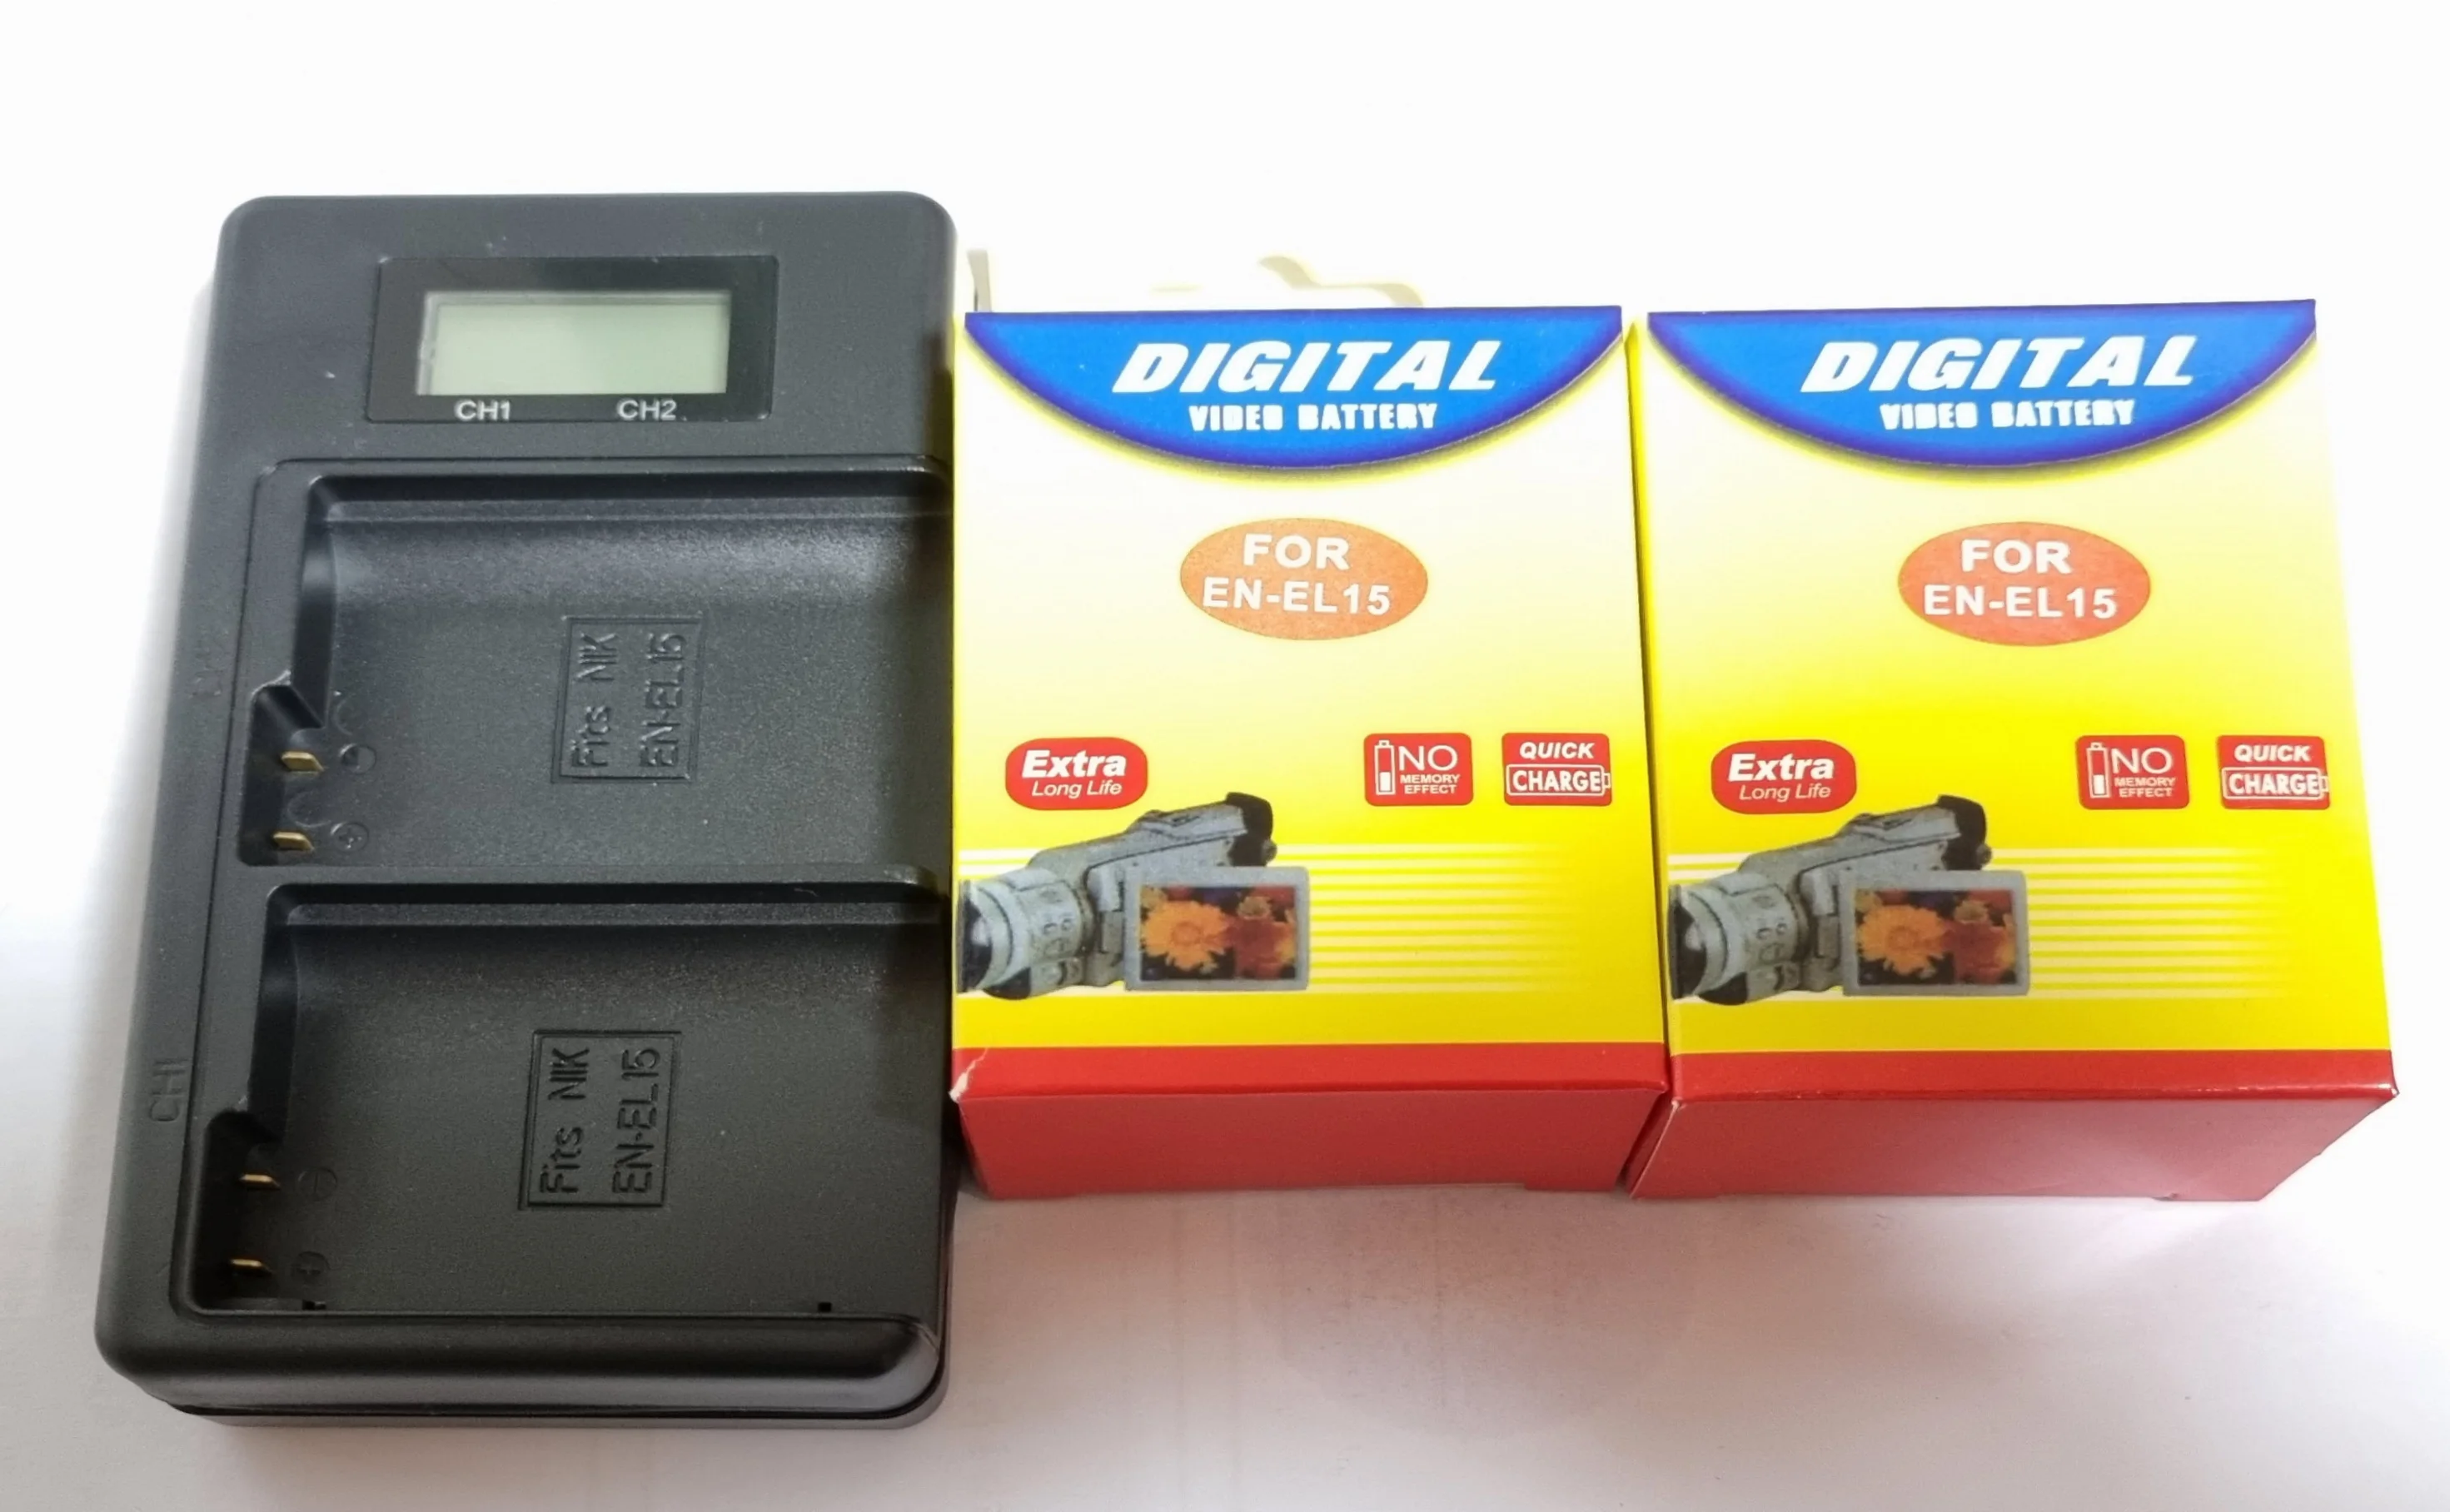 CH1 CH2
Fits NIK
EN-EL15
CH1
Fits NIK
EN-EL15
DIGITAL
VIDEO BATTERY
FOR
EN-EL15
Extra
Long Life
NO
MEMORY
EFFECT
QUICK
CHARGE
DIGITAL
VIDEO BATTERY
FOR
EN-EL15
Extra
Long Life
NO
MEMORY
EFFECT
QUICK
CHARGE